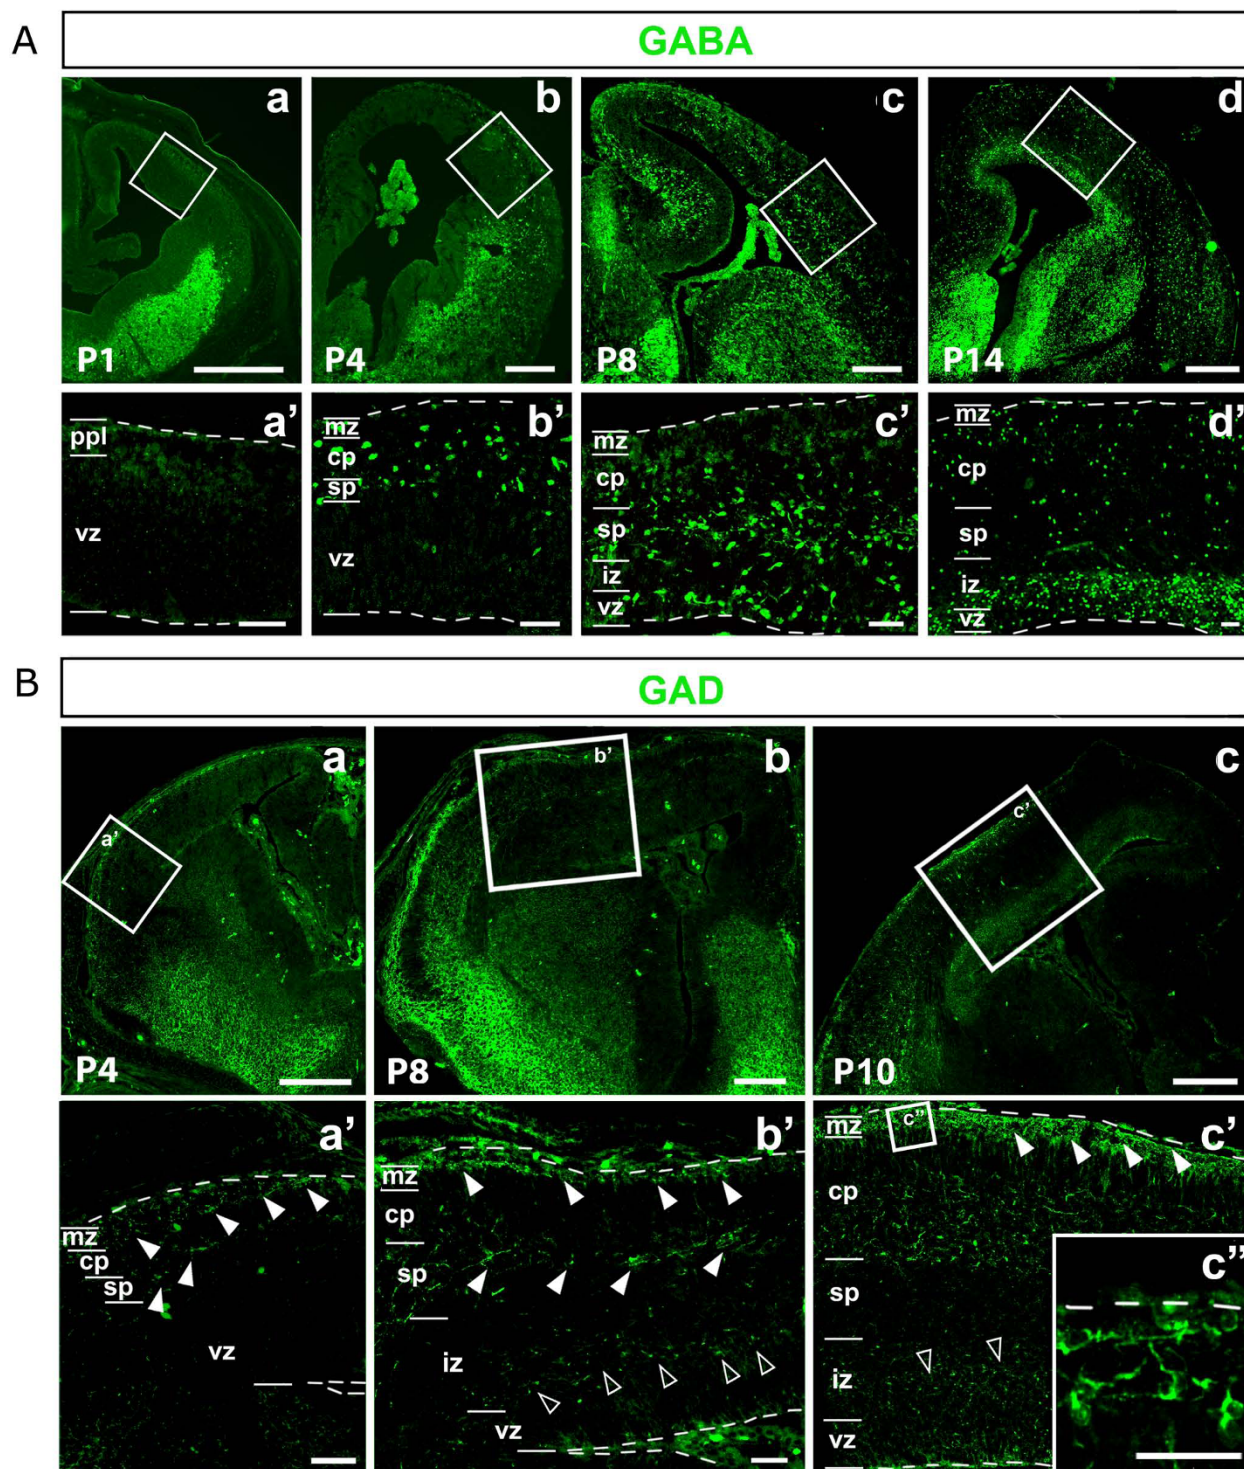 A
GABA
a b c d
P1 P4 P8 P14
a’ b’ c’ d’
ppl
vz
mz
cp
sp
vz
mz
cp
sp
iz
vz
mz
cp
sp
iz
vz
B
GAD
a b c
a’ b’ c’
P4 P8 P10
a’ b’ c’
mz
cp
sp
vz
mz
cp
sp
iz
vz
mz
c’’
cp
sp
iz
vz
c’’